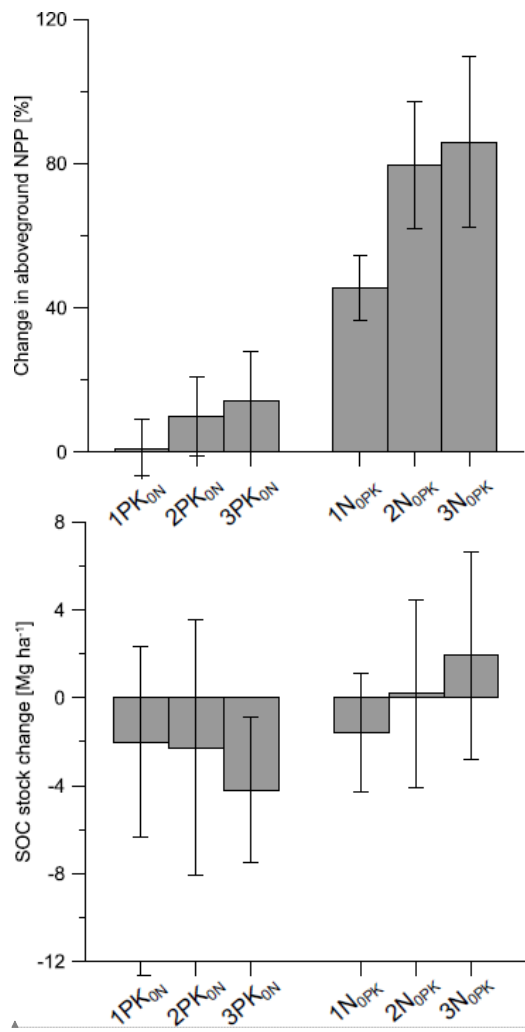 Change in aboveground NPP [%]
120
80
40
0
1PK0N 2PK0N 3PK0N 1N0PK 2N0PK 3N0PK
SOC stock change [Mg ha-1]
8
4
0
-4
-8
-12
1PK0N 2PK0N 3PK0N 1N0PK 2N0PK 3N0PK